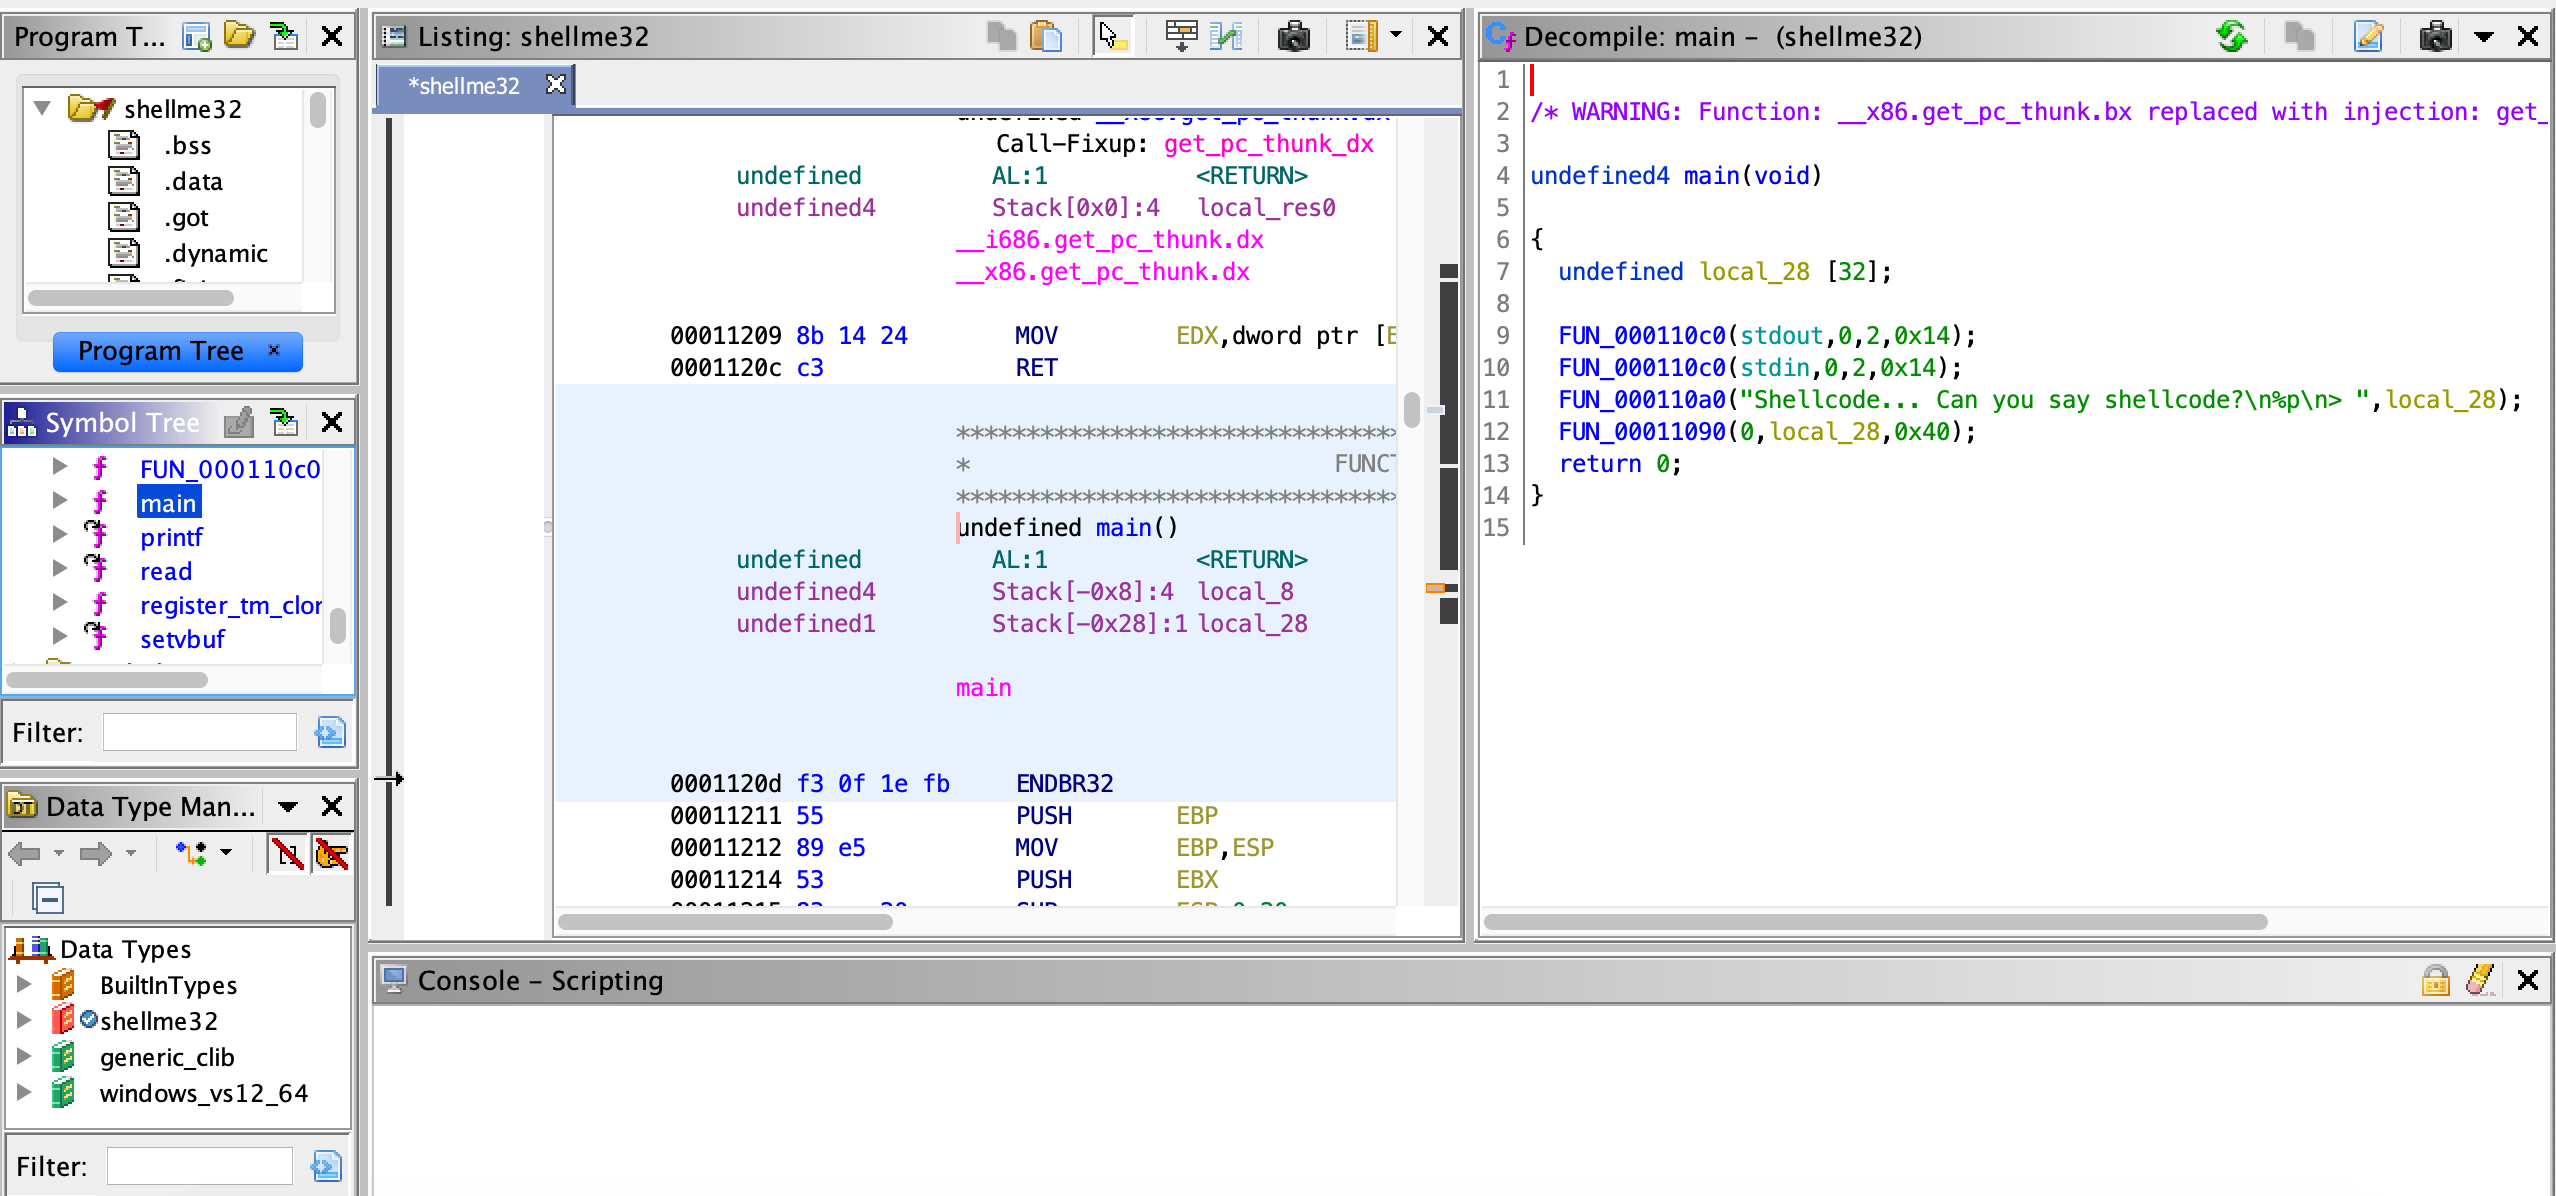 Program T...
shellme32
.bss
.data
.got
.dynamic
Program Tree ×
Symbol Tree
FUN_000110c0
main
printf
read
register_tm_clon
setvbuf
Filter:
Data Type Man...
Data Types
BuiltInTypes
shellme32
generic_clib
windows_vs12_64
Filter:
Listing: shellme32
*shellme32
undefined __x86.get_pc_thunk.dx
Call-Fixup: get_pc_thunk_dx
undefined AL:1 <RETURN>
undefined4 Stack[0x0]:4 local_res0
__i686.get_pc_thunk.dx
__x86.get_pc_thunk.dx
00011209 8b 14 24 MOV EDX,dword ptr [E
0001120c c3 RET
********************************
* FUNCT
********************************
undefined main()
undefined AL:1 <RETURN>
undefined4 Stack[-0x8]:4 local_8
undefined1 Stack[-0x28]:1 local_28
main
0001120d f3 0f 1e fb ENDBR32
00011211 55 PUSH EBP
00011212 89 e5 MOV EBP,ESP
00011214 53 PUSH EBX
Decompile: main – (shellme32)
1
2 /* WARNING: Function: __x86.get_pc_thunk.bx replaced with injection: get_
3
4 undefined4 main(void)
5
6 {
7 undefined local_28 [32];
8
9 FUN_000110c0(stdout,0,2,0x14);
10 FUN_000110c0(stdin,0,2,0x14);
11 FUN_000110a0("Shellcode... Can you say shellcode?\n%p\n> ",local_28);
12 FUN_00011090(0,local_28,0x40);
13 return 0;
14 }
15
Console – Scripting